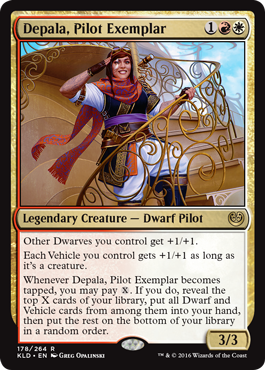 Depala, Pilot Exemplar 1
Legendary Creature — Dwarf Pilot
Other Dwarves you control get +1/+1.
Each Vehicle you control gets +1/+1 as long as
it's a creature.
Whenever Depala, Pilot Exemplar becomes
tapped, you may pay X. If you do, reveal the
top X cards of your library, put all Dwarf and
Vehicle cards from among them into your hand,
then put the rest on the bottom of your library
in a random order.
3/3
178/264 R
KLD • EN Greg Opalinski
™ & © 2016 Wizards of the Coast